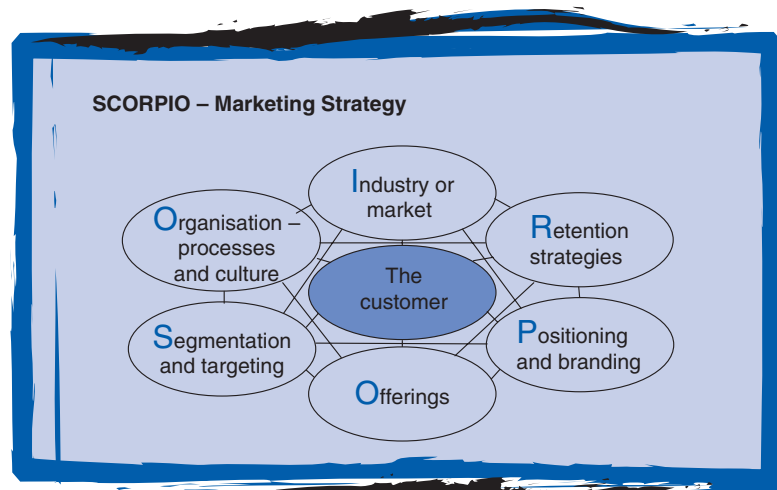 SCORPIO – Marketing Strategy
Industry or
market
Organisation –
processes
and culture
Retention
strategies
The
customer
Segmentation
and targeting
Positioning
and branding
Offerings